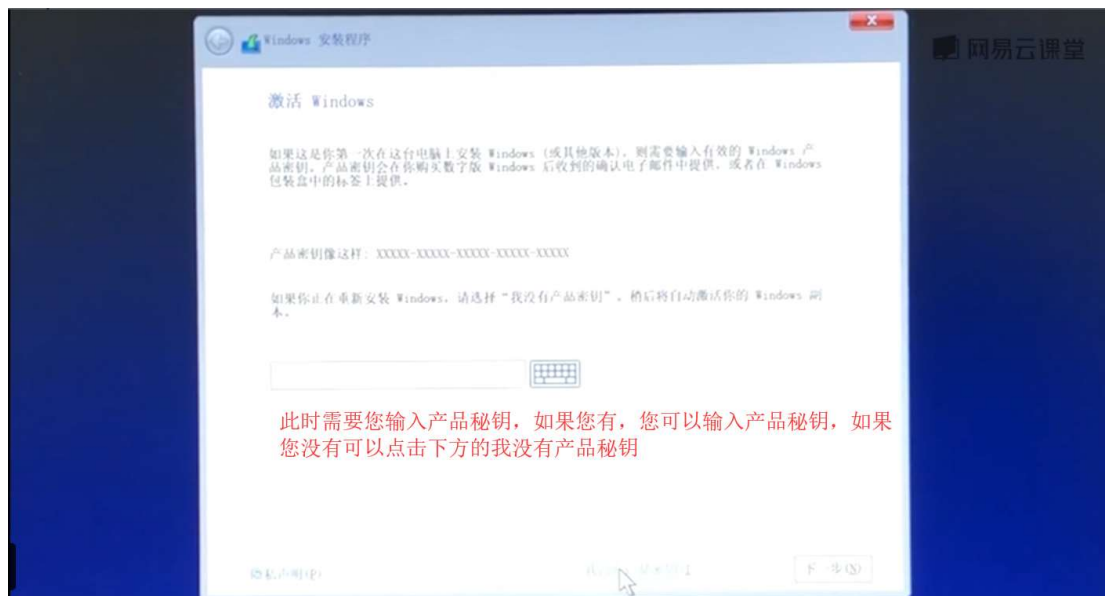 Windows 安装程序
网易云课堂
激活 Windows
如果这是你第一次在这台电脑上安装 Windows (或其他版本)，则需要输入有效的 Windows 产
品密钥。产品密钥会在你购买数字版 Windows 后收到的确认电子邮件中提供，或者在 Windows
包装盒中的标签上提供。
产品密钥像这样: XXXXX-XXXXX-XXXXX-XXXXX-XXXXX
如果你正在重新安装 Windows，请选择“我没有产品密钥”。稍后将自动激活你的 Windows 副
本。
此时需要您输入产品秘钥，如果您有，您可以输入产品秘钥，如果
您没有可以点击下方的我没有产品秘钥
隐私声明(P)
下一步(N)